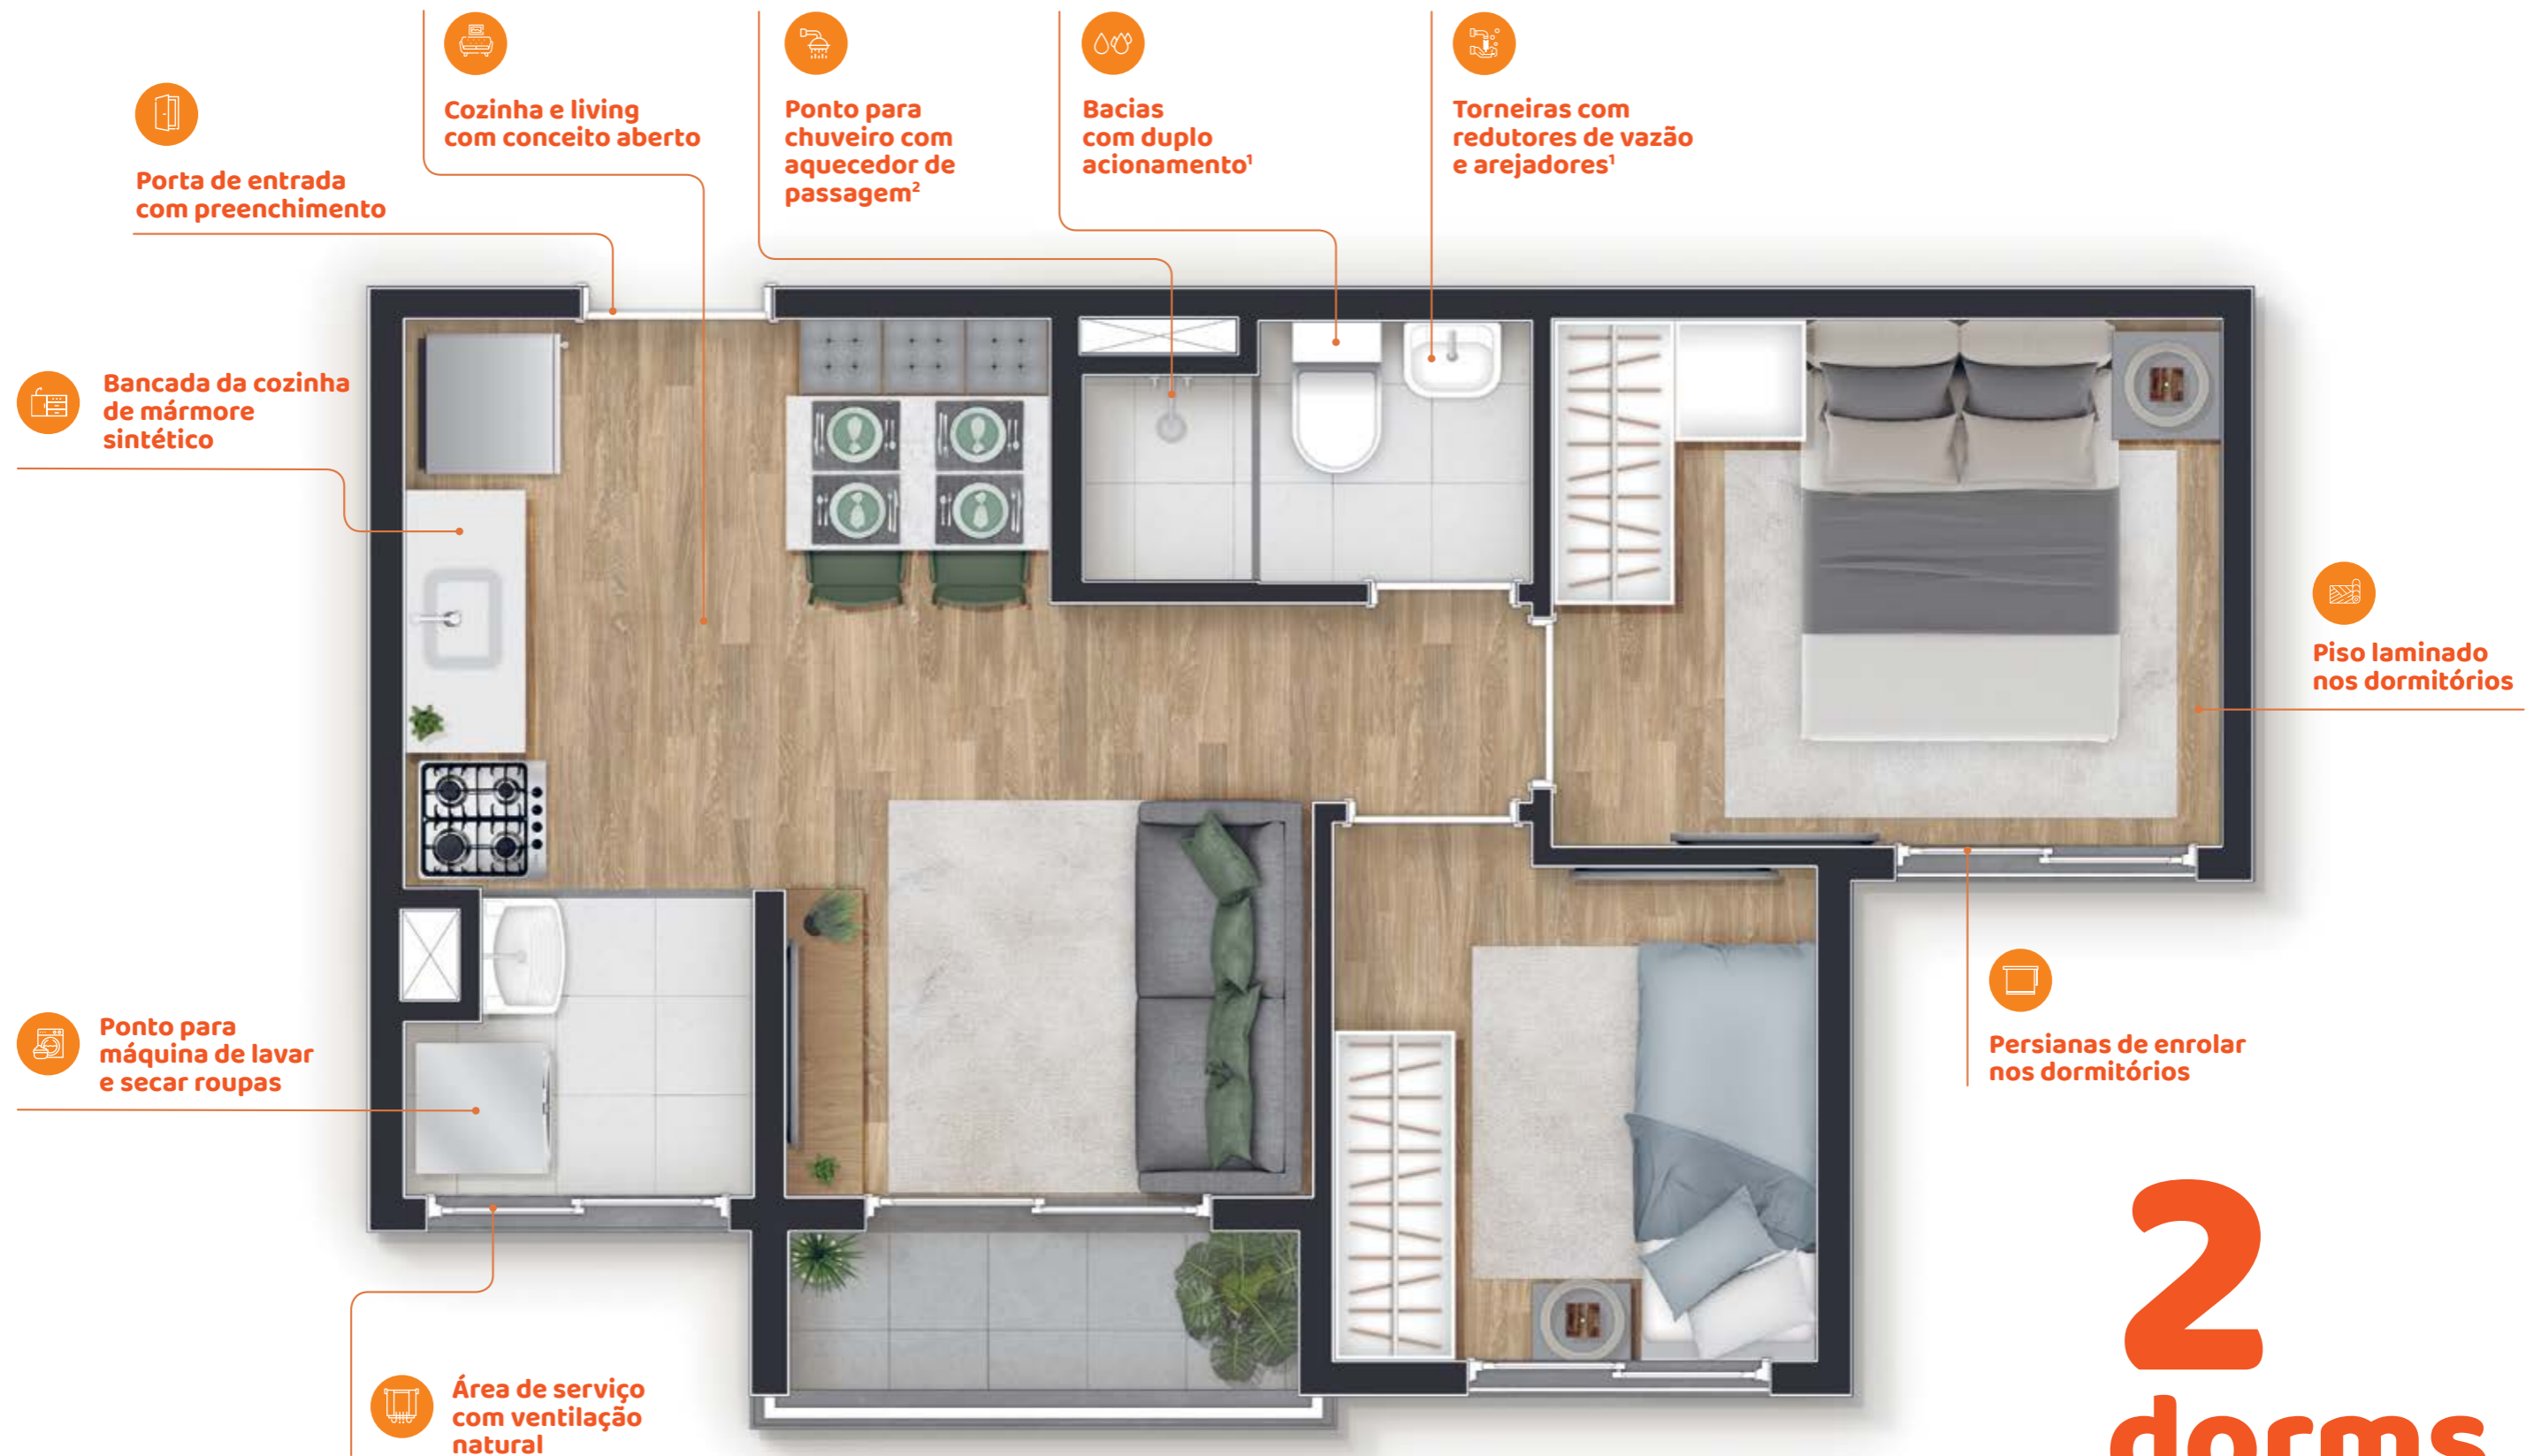 Porta de entrada
com preenchimento
Cozinha e living
com conceito aberto
Ponto para
chuveiro com
aquecedor de
passagem²
Bacias
com duplo
acionamento¹
Torneiras com
redutores de vazão
e arejadores¹
Bancada da cozinha
de mármore
sintético
Piso laminado
nos dormitórios
Ponto para
máquina de lavar
e secar roupas
Persianas de enrolar
nos dormitórios
Área de serviço
com ventilação
natural
2
dorms